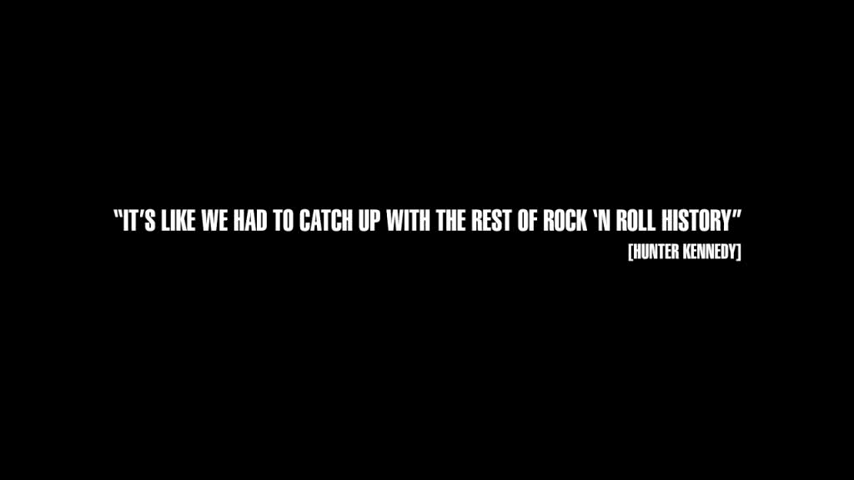 “IT’S LIKE WE HAD TO CATCH UP WITH THE REST OF ROCK ‘N ROLL HISTORY”
[HUNTER KENNEDY]